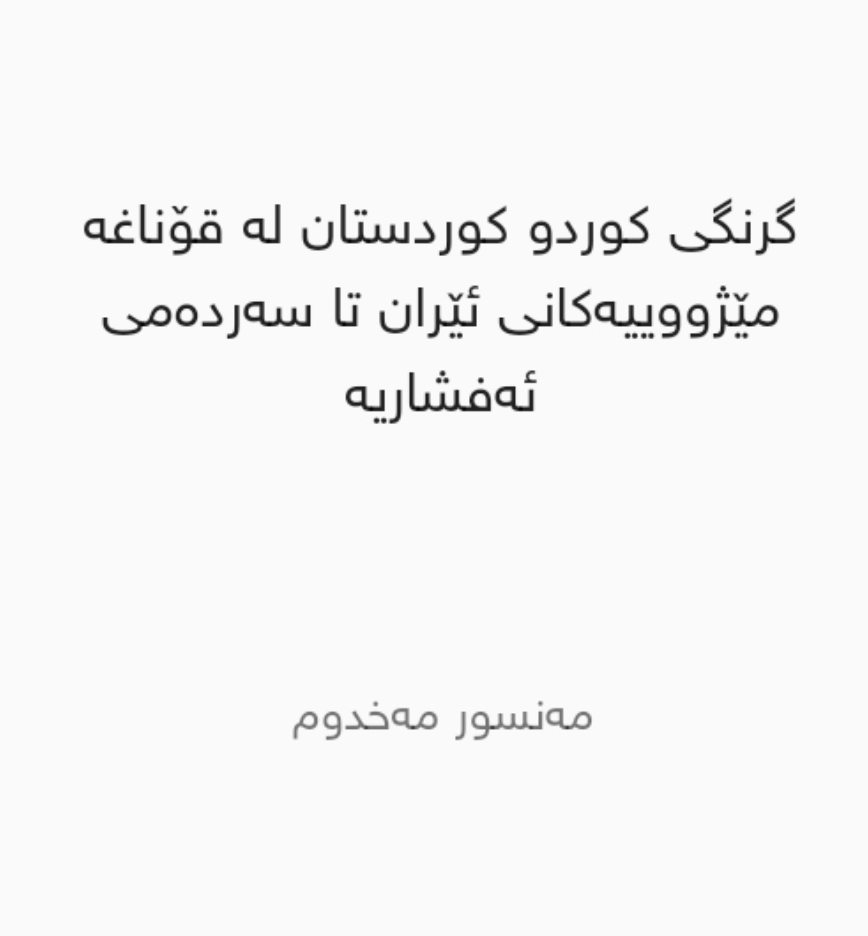 گرنگی کوردو کوردستان لە قۆناغە
مێژووییەکانی ئێران تا سەردەمی
ئەفشاریە
مەنسور مەخدوم